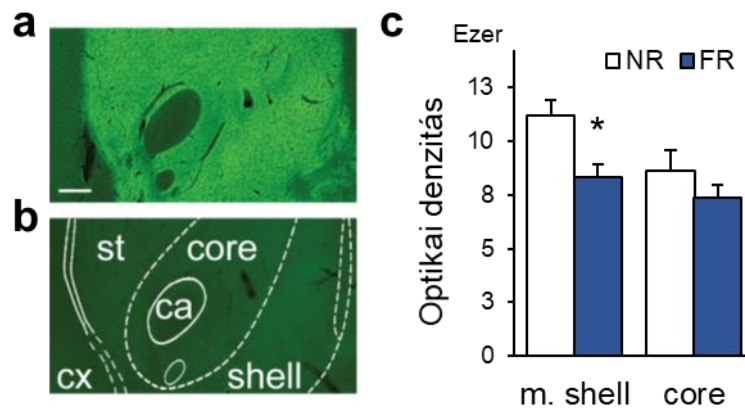 a
b
st
core
ca
cx
shell
c
Ezer
NR FR
Optikai denzitás
13
10
8
5
3
0
*
m. shell core